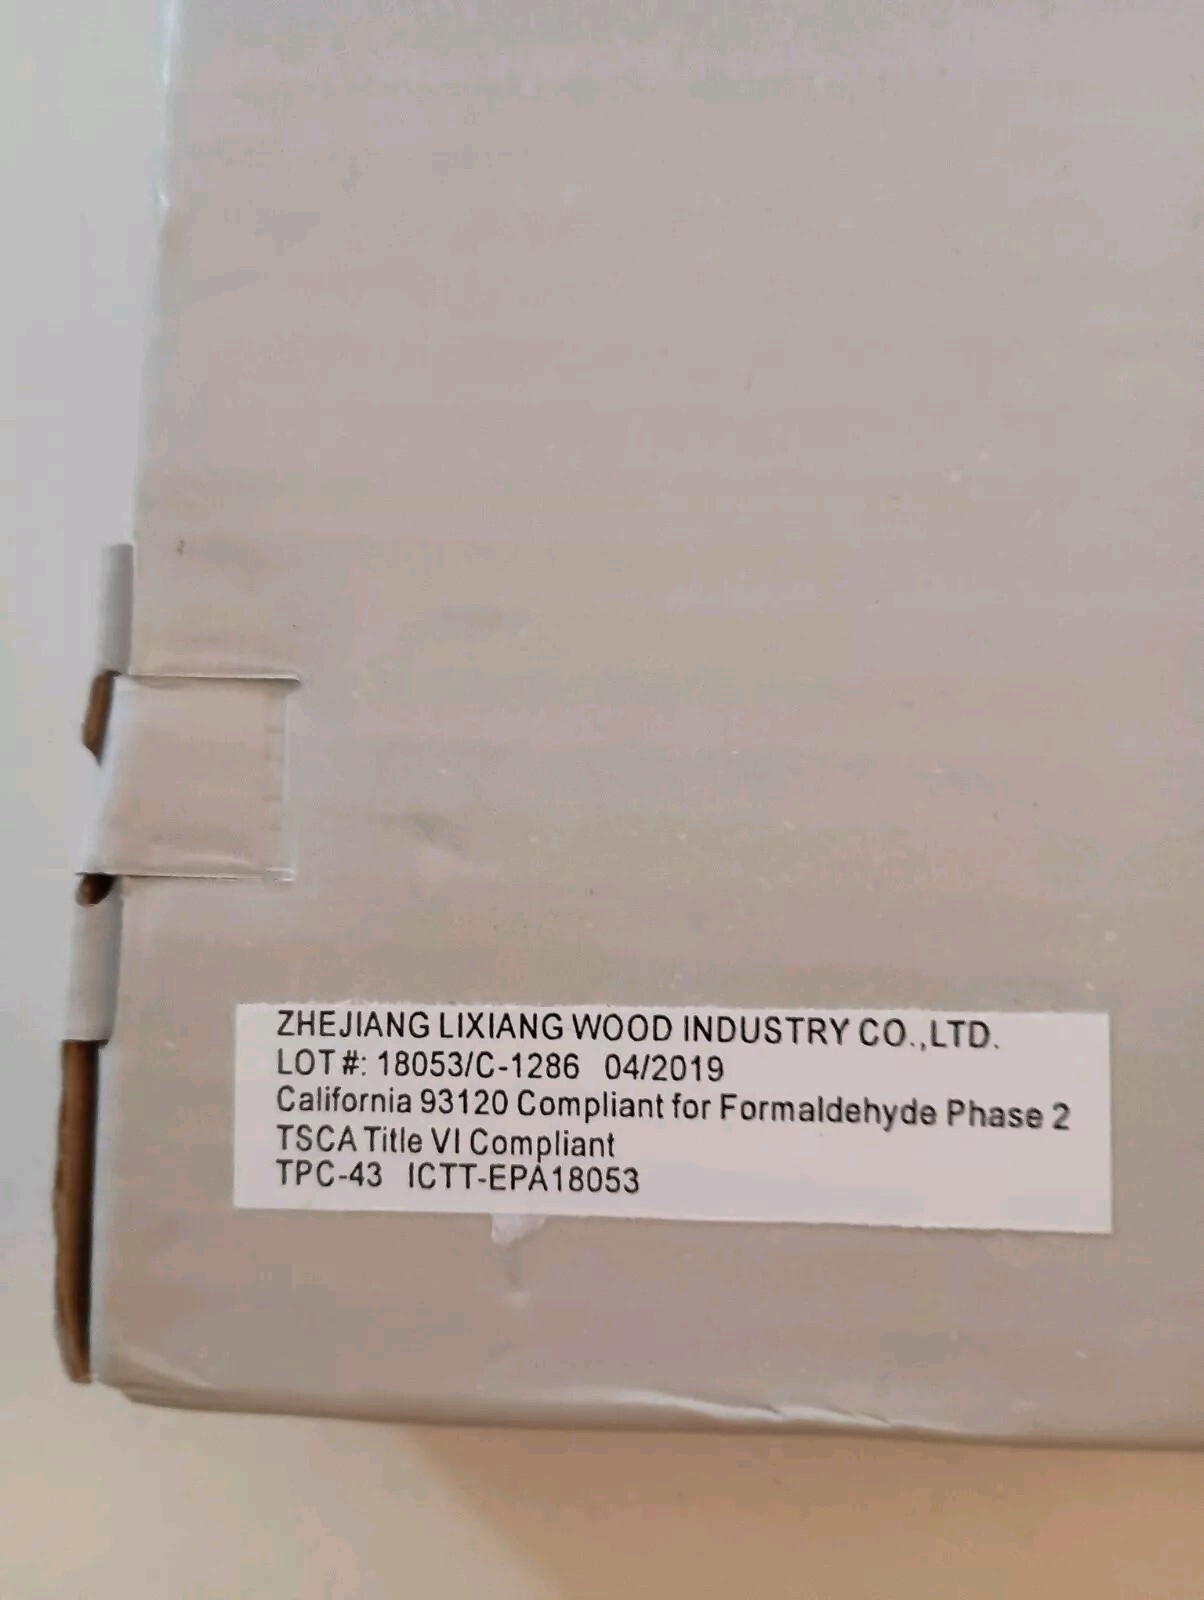 ZHEJIANG LIXIANG WOOD INDUSTRY CO.,LTD.
LOT #: 18053/C-1286 04/2019
California 93120 Compliant for Formaldehyde Phase 2
TSCA Title VI Compliant
TPC-43 ICTT-EPA18053